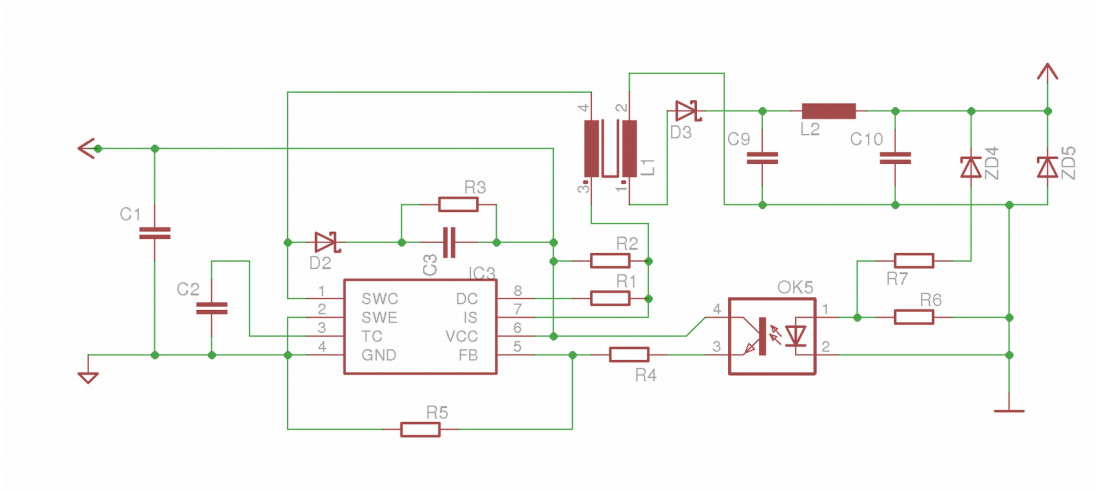 4
2
D3
L2
C9
C10
ZD4
ZD5
L1
3
1
R3
C1
D2
C3
IC3
R2
R1
R7
OK5
R6
C2
1 SWC DC 8
2 SWE IS 7
3 TC VCC 6
4 GND FB 5
4 1
3 2
R4
R5